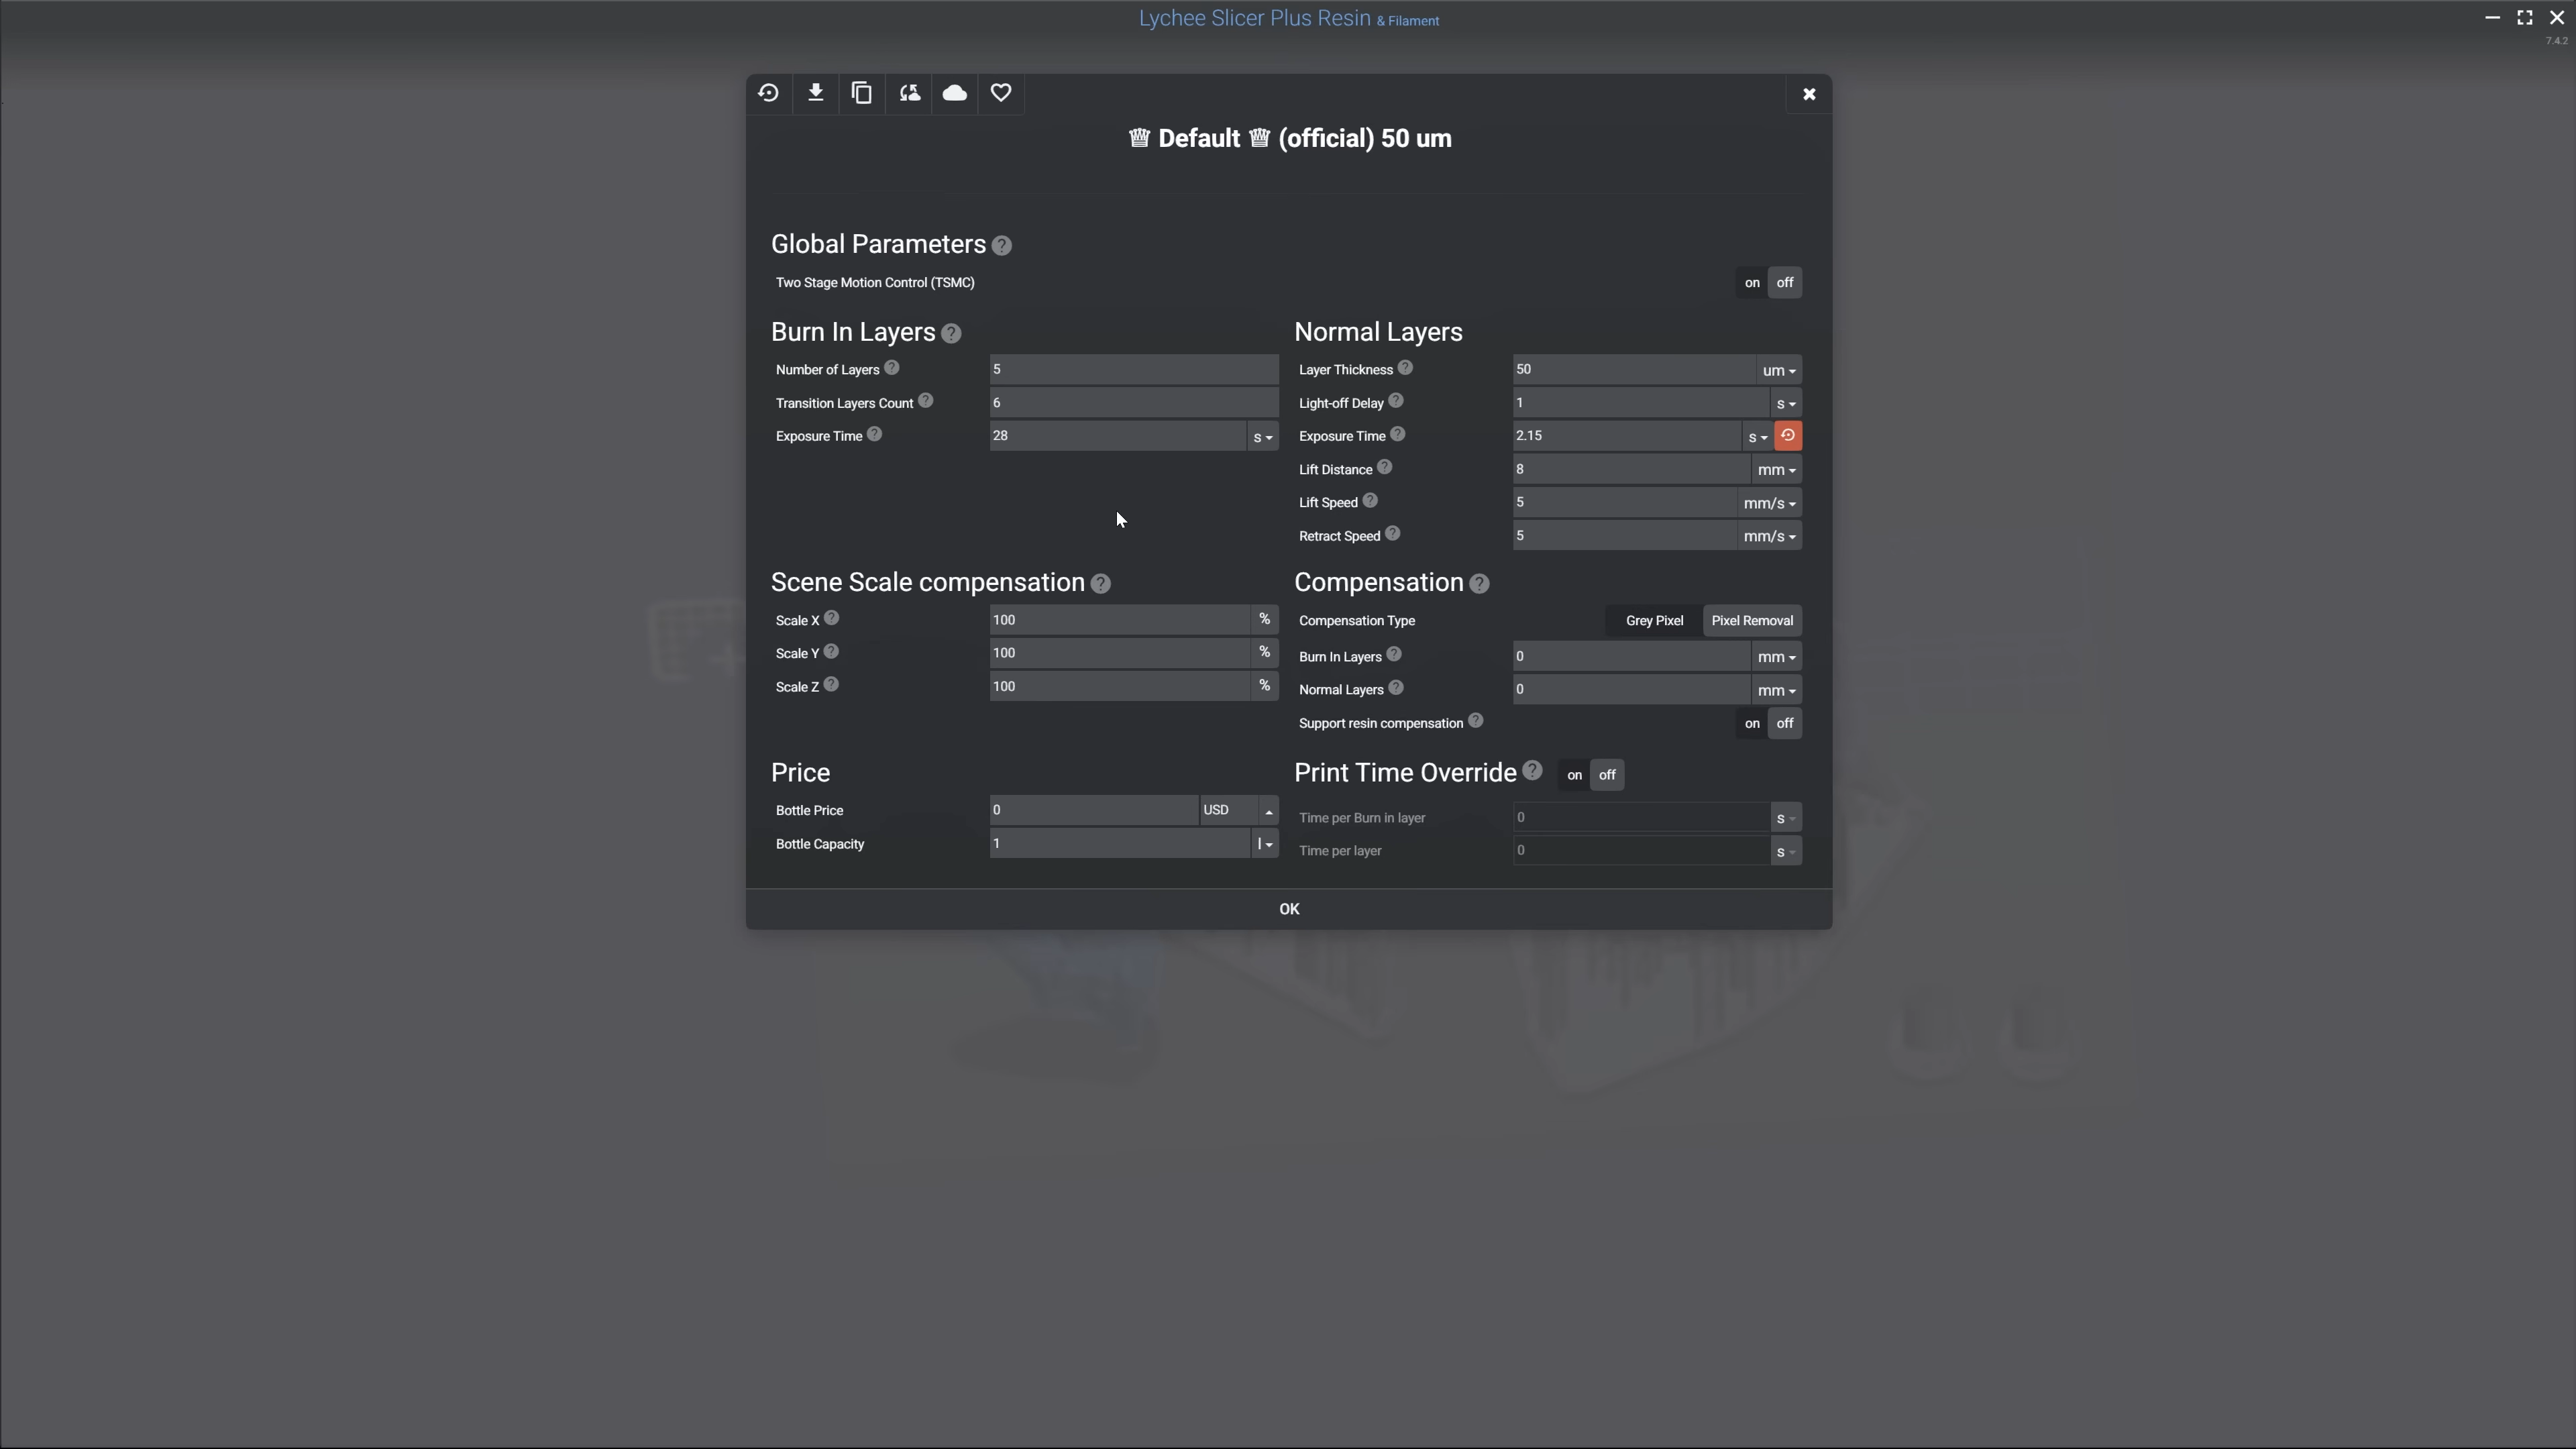 Lychee Slicer Plus Resin & Filament
7.4.2
♕ Default ♕ (official) 50 um
Global Parameters ?
Two Stage Motion Control (TSMC) on off
Burn In Layers ?
Number of Layers ? 5
Transition Layers Count ? 6
Exposure Time ? 28 s
Normal Layers
Layer Thickness ? 50 um
Light-off Delay ? 1 s
Exposure Time ? 2.15 s
Lift Distance ? 8 mm
Lift Speed ? 5 mm/s
Retract Speed ? 5 mm/s
Scene Scale compensation ?
Scale X ? 100 %
Scale Y ? 100 %
Scale Z ? 100 %
Compensation ?
Compensation Type Grey Pixel Pixel Removal
Burn In Layers ? 0 mm
Normal Layers ? 0 mm
Support resin compensation ? on off
Price
Bottle Price 0 USD
Bottle Capacity 1 l
Print Time Override ? on off
Time per Burn in layer 0 s
Time per layer 0 s
OK